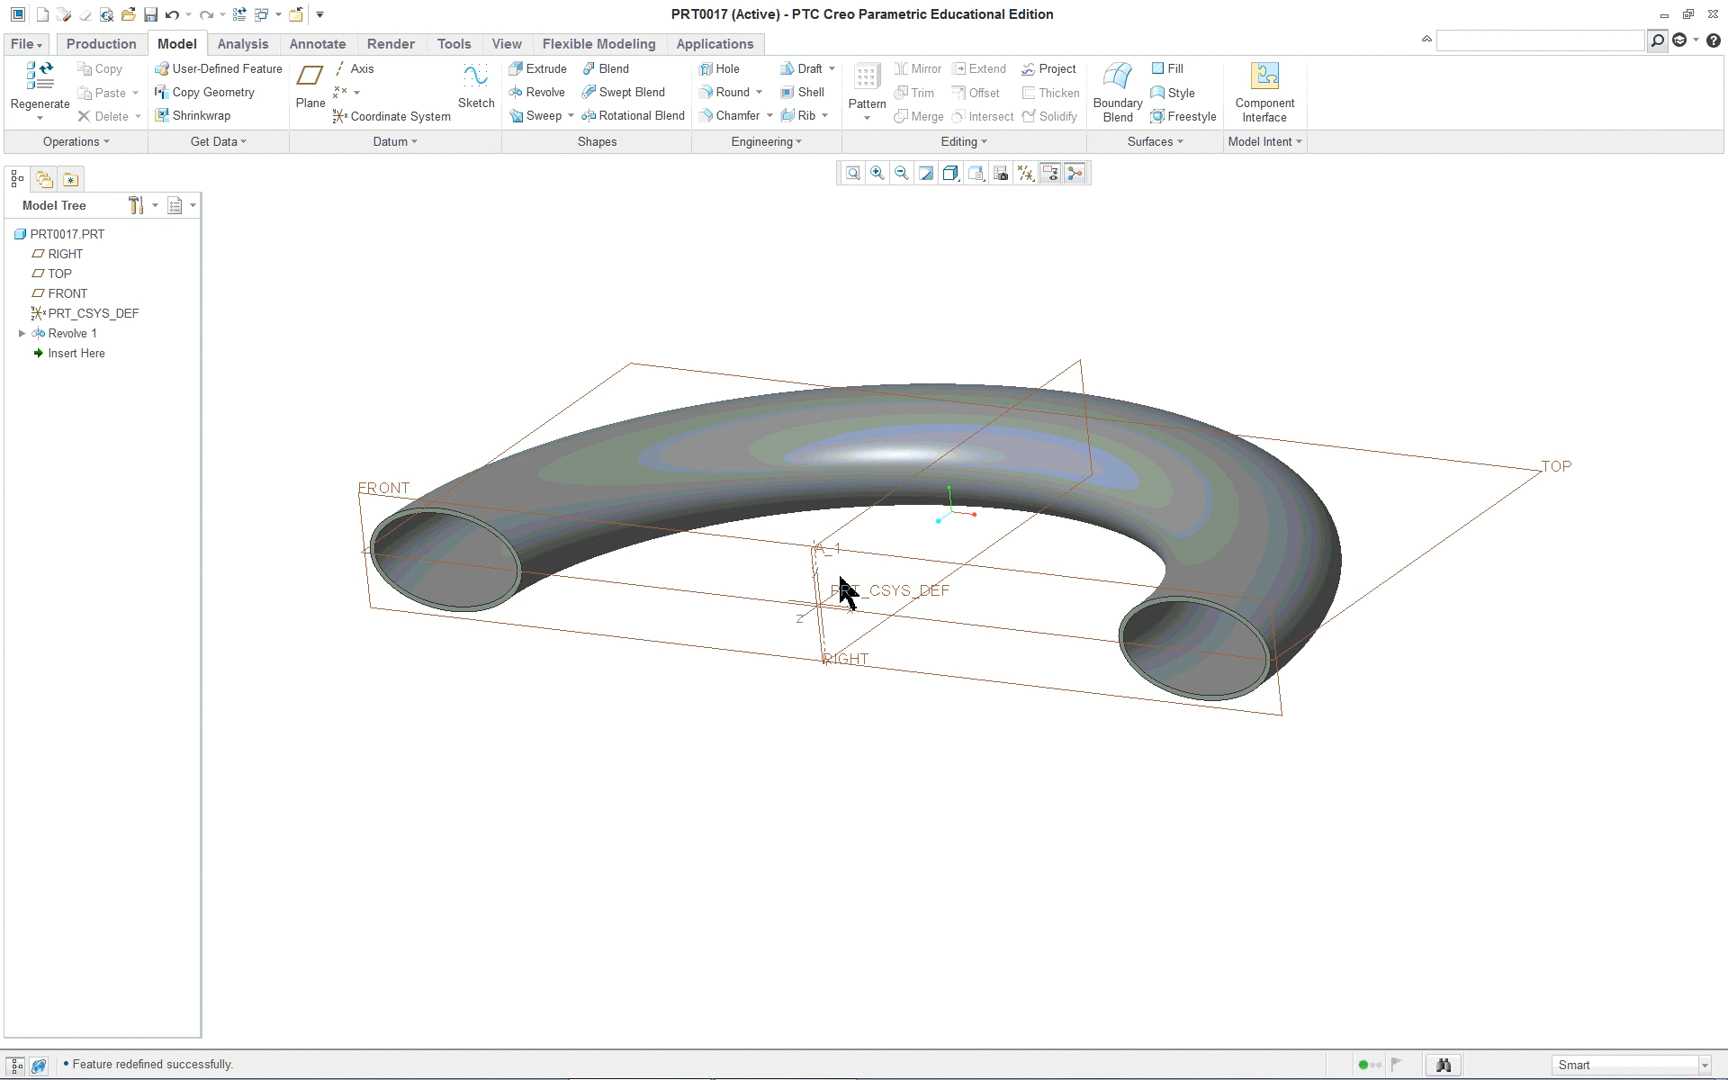 PRT0017 (Active) - PTC Creo Parametric Educational Edition
File Production Model Analysis Annotate Render Tools View Flexible Modeling Applications
Regenerate
Copy
Paste
Delete
Operations
User-Defined Feature
Copy Geometry
Shrinkwrap
Get Data
Plane
Axis
Coordinate System
Sketch
Datum
Extrude
Revolve
Sweep
Blend
Swept Blend
Rotational Blend
Shapes
Hole
Round
Chamfer
Draft
Shell
Rib
Engineering
Pattern
Mirror
Trim
Merge
Extend
Offset
Intersect
Project
Thicken
Solidify
Editing
Boundary
Blend
Fill
Style
Freestyle
Surfaces
Component
Interface
Model Intent
Model Tree
PRT0017.PRT
RIGHT
TOP
FRONT
PRT_CSYS_DEF
Revolve 1
Insert Here
TOP
FRONT
A_1
PRT_CSYS_DEF
Z
RIGHT
Feature redefined successfully.
Smart